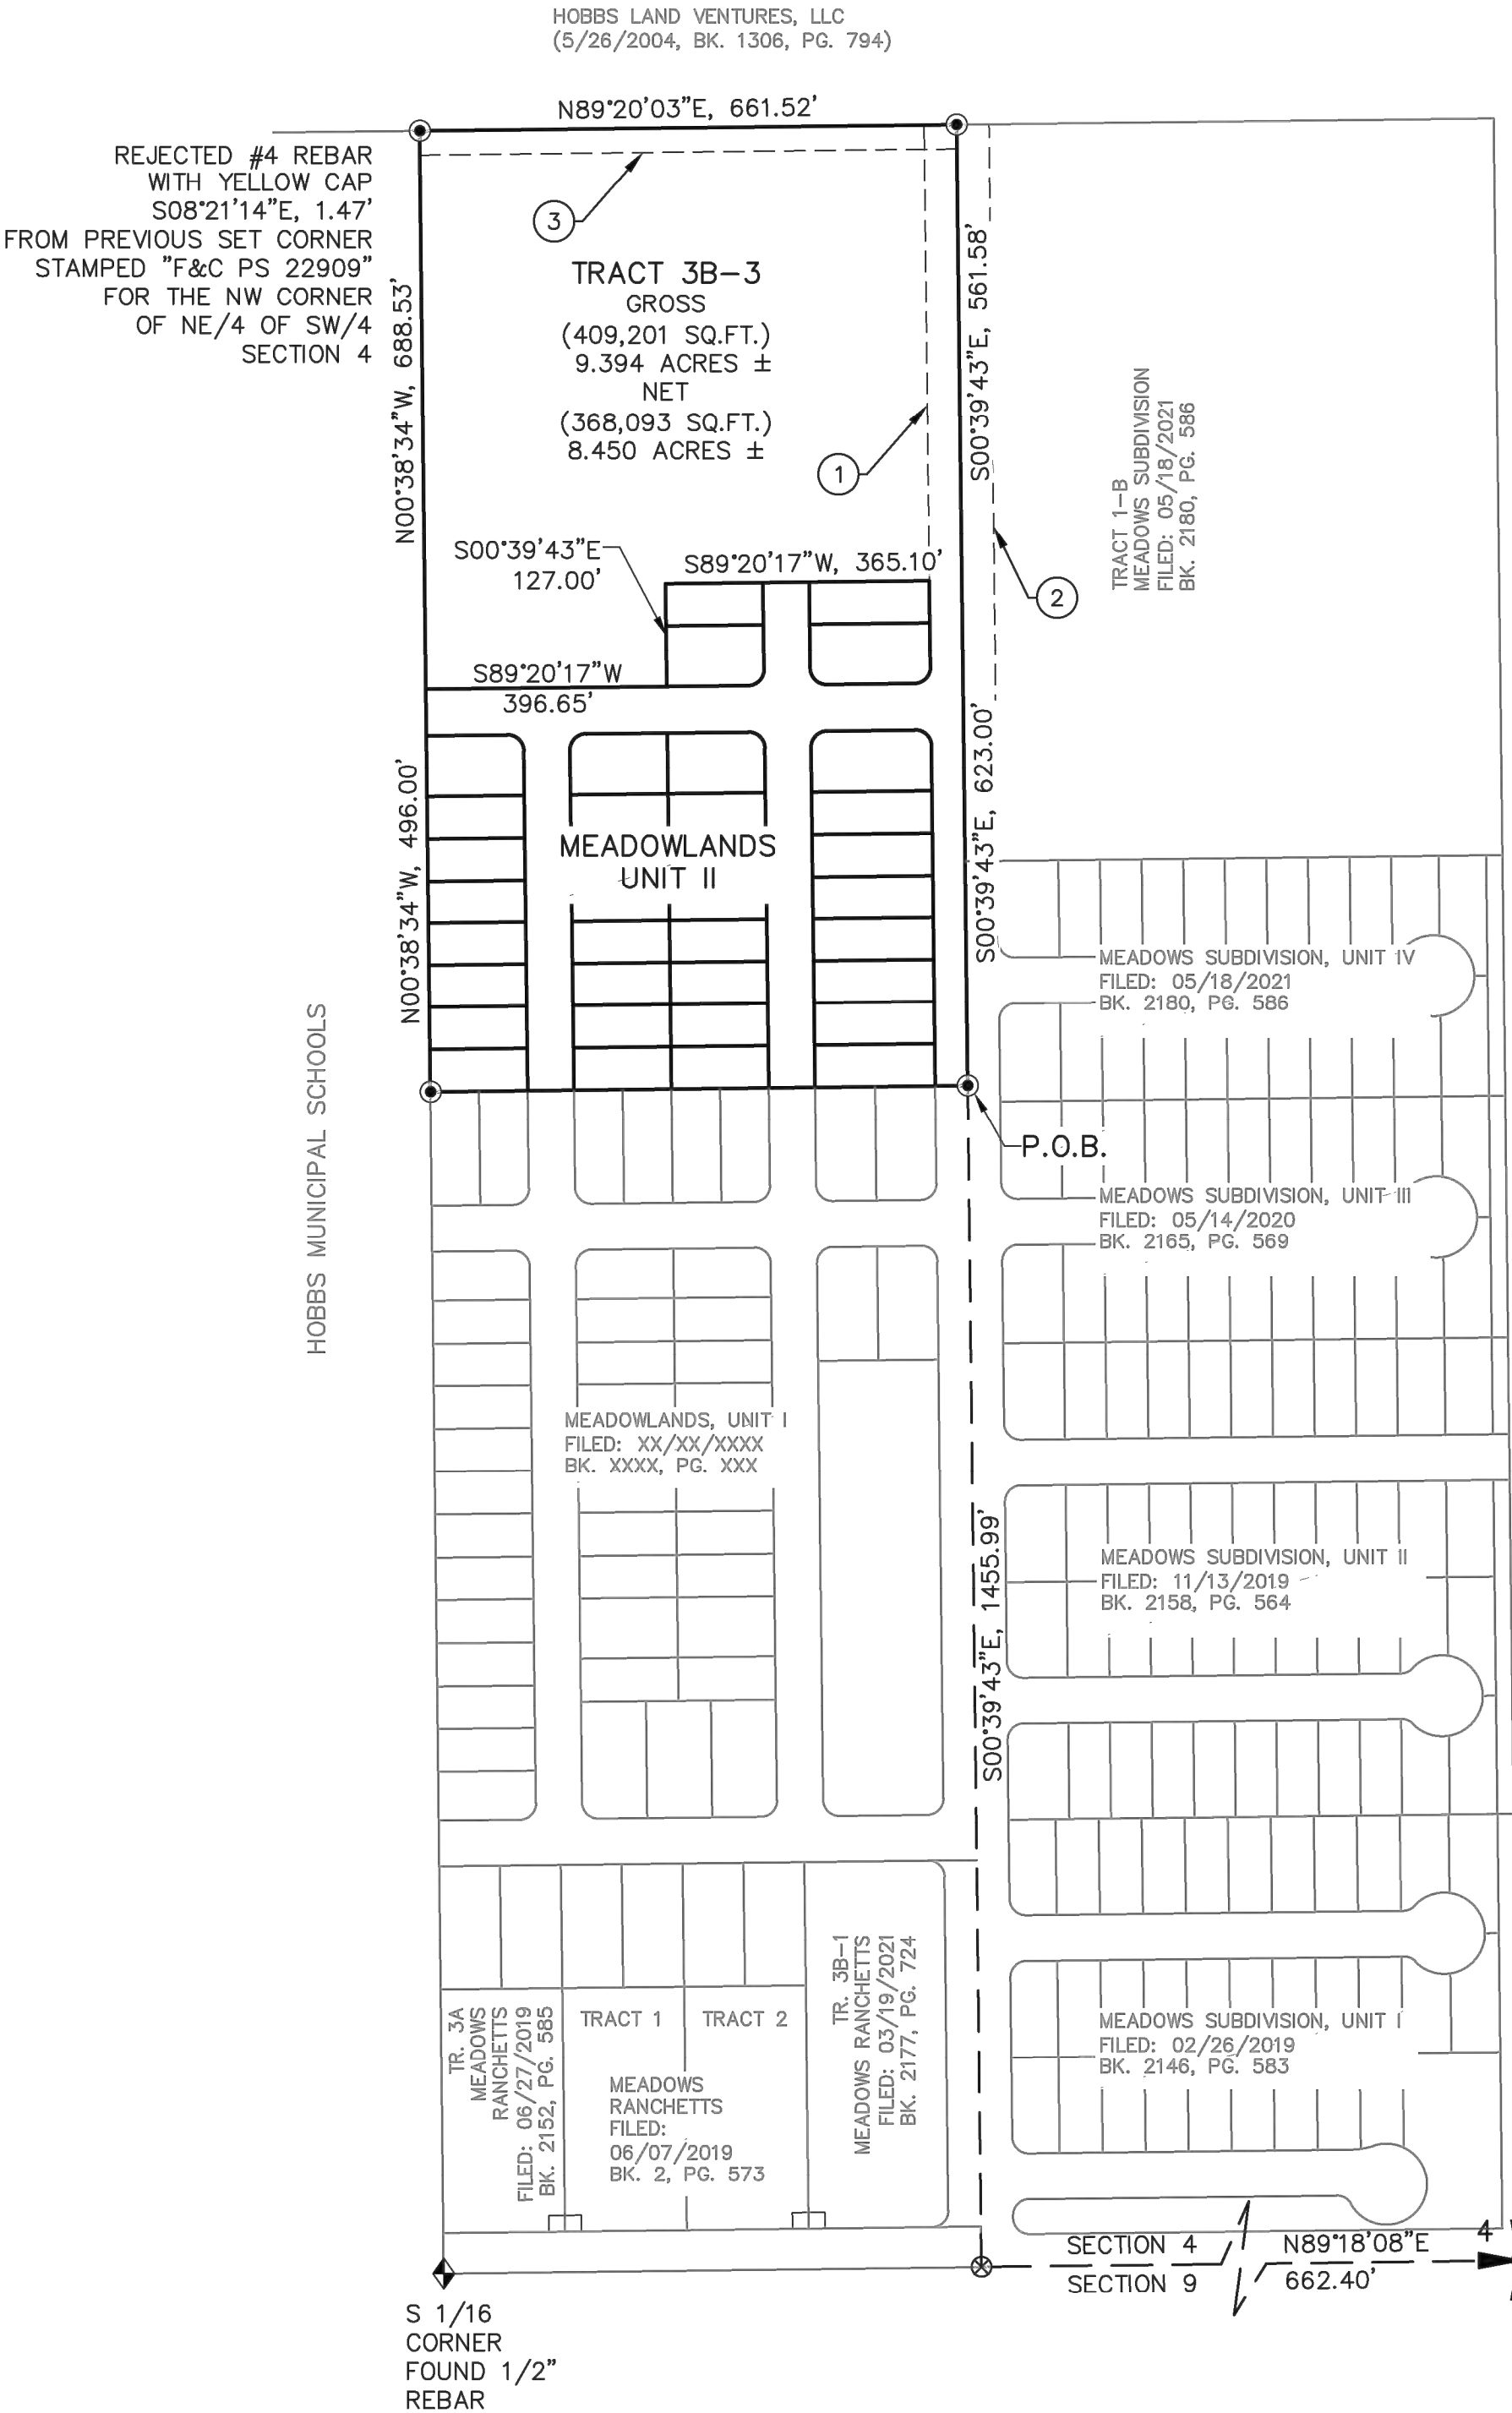 HOBBS LAND VENTURES, LLC
(5/26/2004, BK. 1306, PG. 794)
N89°20'03"E, 661.52'
REJECTED #4 REBAR
WITH YELLOW CAP
S08°21'14"E, 1.47'
FROM PREVIOUS SET CORNER
STAMPED "F&C PS 22909"
FOR THE NW CORNER
OF NE/4 OF SW/4
SECTION 4
3
TRACT 3B-3
GROSS
(409,201 SQ.FT.)
9.394 ACRES ±
NET
(368,093 SQ.FT.)
8.450 ACRES ±
N00°38'34"W, 688.53'
S00°39'43"E, 561.58'
1
2
TRACT 1-B
MEADOWS SUBDIVISION
FILED: 05/18/2021
BK. 2180, PG. 586
S00°39'43"E
127.00'
S89°20'17"W, 365.10'
S89°20'17"W
396.65'
N00°38'34"W, 496.00'
S00°39'43"E, 623.00'
MEADOWLANDS
UNIT II
MEADOWS SUBDIVISION, UNIT IV
FILED: 05/18/2021
BK. 2180, PG. 586
HOBBS MUNICIPAL SCHOOLS
P.O.B.
MEADOWS SUBDIVISION, UNIT III
FILED: 05/14/2020
BK. 2165, PG. 569
MEADOWLANDS, UNIT I
FILED: XX/XX/XXXX
BK. XXXX, PG. XXX
S00°39'43"E, 1455.99'
MEADOWS SUBDIVISION, UNIT II
FILED: 11/13/2019
BK. 2158, PG. 564
TR. 3A
MEADOWS
RANCHETTS
FILED: 06/27/2019
BK. 2152, PG. 585
TRACT 1
TRACT 2
MEADOWS
RANCHETTS
FILED:
06/07/2019
BK. 2, PG. 573
TR. 3B-1
MEADOWS RANCHETTS
FILED: 03/19/2021
BK. 2177, PG. 724
MEADOWS SUBDIVISION, UNIT I
FILED: 02/26/2019
BK. 2146, PG. 583
SECTION 4
SECTION 9
N89°18'08"E
662.40'
4
S 1/16
CORNER
FOUND 1/2"
REBAR